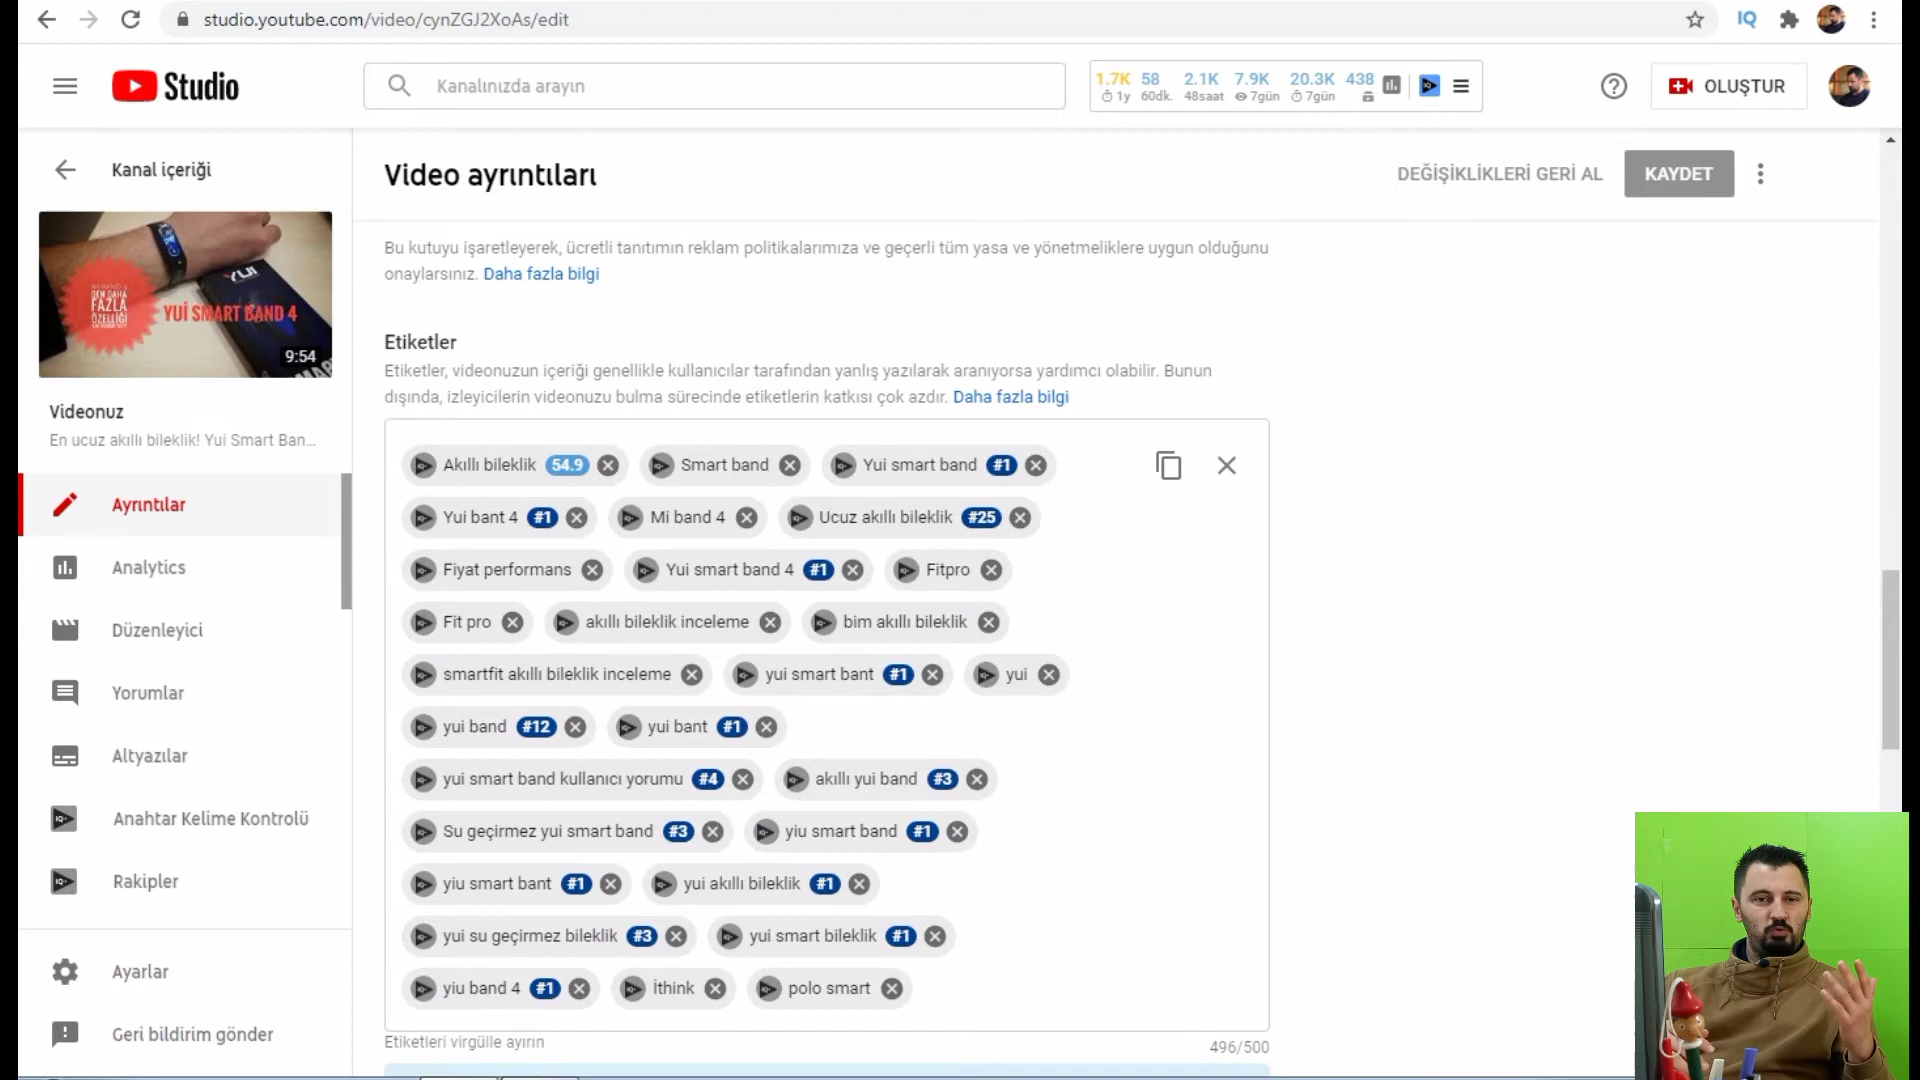 studio.youtube.com/video/cynZGJ2XoAs/edit
IQ
Studio
Kanalınızda arayın
1.7K 58 2.1K 7.9K 20.3K 438
1y 60dk. 48saat 7gün 7gün
OLUŞTUR
Kanal içeriği
Video ayrıntıları
DEĞİŞİKLİKLERİ GERİ AL
KAYDET
Bu kutuyu işaretleyerek, ücretli tanıtımın reklam politikalarımıza ve geçerli tüm yasa ve yönetmeliklere uygun olduğunu
onaylarsınız. Daha fazla bilgi
YUI
DEN DAHA
FAZLA
ÖZELLİĞİ
YUİ SMART BAND 4
9:54
Videonuz
En ucuz akıllı bileklik! Yui Smart Ban...
Ayrıntılar
Analytics
Düzenleyici
Yorumlar
Altyazılar
Anahtar Kelime Kontrolü
Rakipler
Ayarlar
Geri bildirim gönder
Etiketler
Etiketler, videonuzun içeriği genellikle kullanıcılar tarafından yanlış yazılarak aranıyorsa yardımcı olabilir. Bunun
dışında, izleyicilerin videonuzu bulma sürecinde etiketlerin katkısı çok azdır. Daha fazla bilgi
Akıllı bileklik 54.9 Smart band Yui smart band #1
Yui bant 4 #1 Mi band 4 Ucuz akıllı bileklik #25
Fiyat performans Yui smart band 4 #1 Fitpro
Fit pro akıllı bileklik inceleme bim akıllı bileklik
smartfit akıllı bileklik inceleme yui smart bant #1 yui
yui band #12 yui bant #1
yui smart band kullanıcı yorumu #4 akıllı yui band #3
Su geçirmez yui smart band #3 yiu smart band #1
yiu smart bant #1 yui akıllı bileklik #1
yui su geçirmez bileklik #3 yui smart bileklik #1
yiu band 4 #1 İthink polo smart
Etiketleri virgülle ayırın
496/500